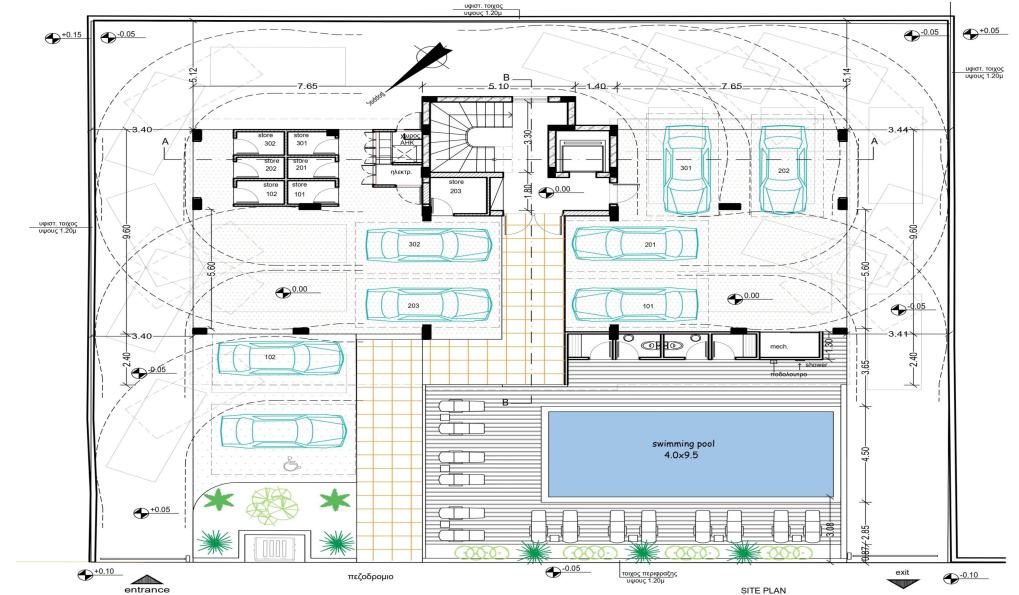 υφιστ. τοιχος
υψους 1.20μ
+0.15
-0.05
-0.05
+0.05
υφιστ. τοιχος
υψους 1.20μ
5.12
7.65
B
5.10
1.40
7.65
5.14
3.40
A
store
302
store
301
χωρος
ΑΗΚ
3.30
3.44
A
store
202
store
201
ηλεκτρ.
301
202
store
102
store
101
store
203
1.80
0.00
υφιστ. τοιχος
υψους 1.20μ
9.60
5.60
302
201
5.60
9.60
0.00
203
101
0.00
-0.05
3.40
3.41
2.40
-0.05
102
mech.
1.30
shower
ποδολουτρο
3.65
2.40
B
swimming pool
4.0x9.5
4.50
+0.05
3.08
2.85
0.87
+0.10
entrance
πεζοδρομιο
-0.05
τοιχος περιφραξης
υψους 1.20μ
SITE PLAN
exit
-0.10